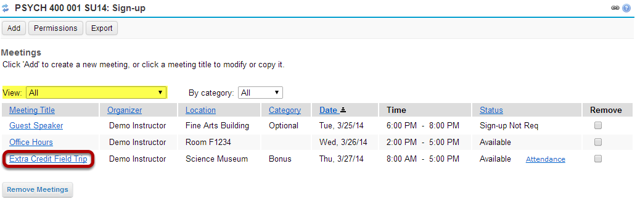 PSYCH 400 001 SU14: Sign-up
Add Permissions Export
Meetings
Click 'Add' to create a new meeting, or click a meeting title to modify or copy it.
View: All By category: All
Meeting Title Organizer Location Category Date Time Status Remove
Guest Speaker Demo Instructor Fine Arts Building Optional Tue, 3/25/14 6:00 PM - 8:00 PM Sign-up Not Req
Office Hours Demo Instructor Room F1234 Wed, 3/26/14 2:00 PM - 5:00 PM Available
Extra Credit Field Trip Demo Instructor Science Museum Bonus Thu, 3/27/14 8:00 AM - 5:00 PM Available Attendance
Remove Meetings